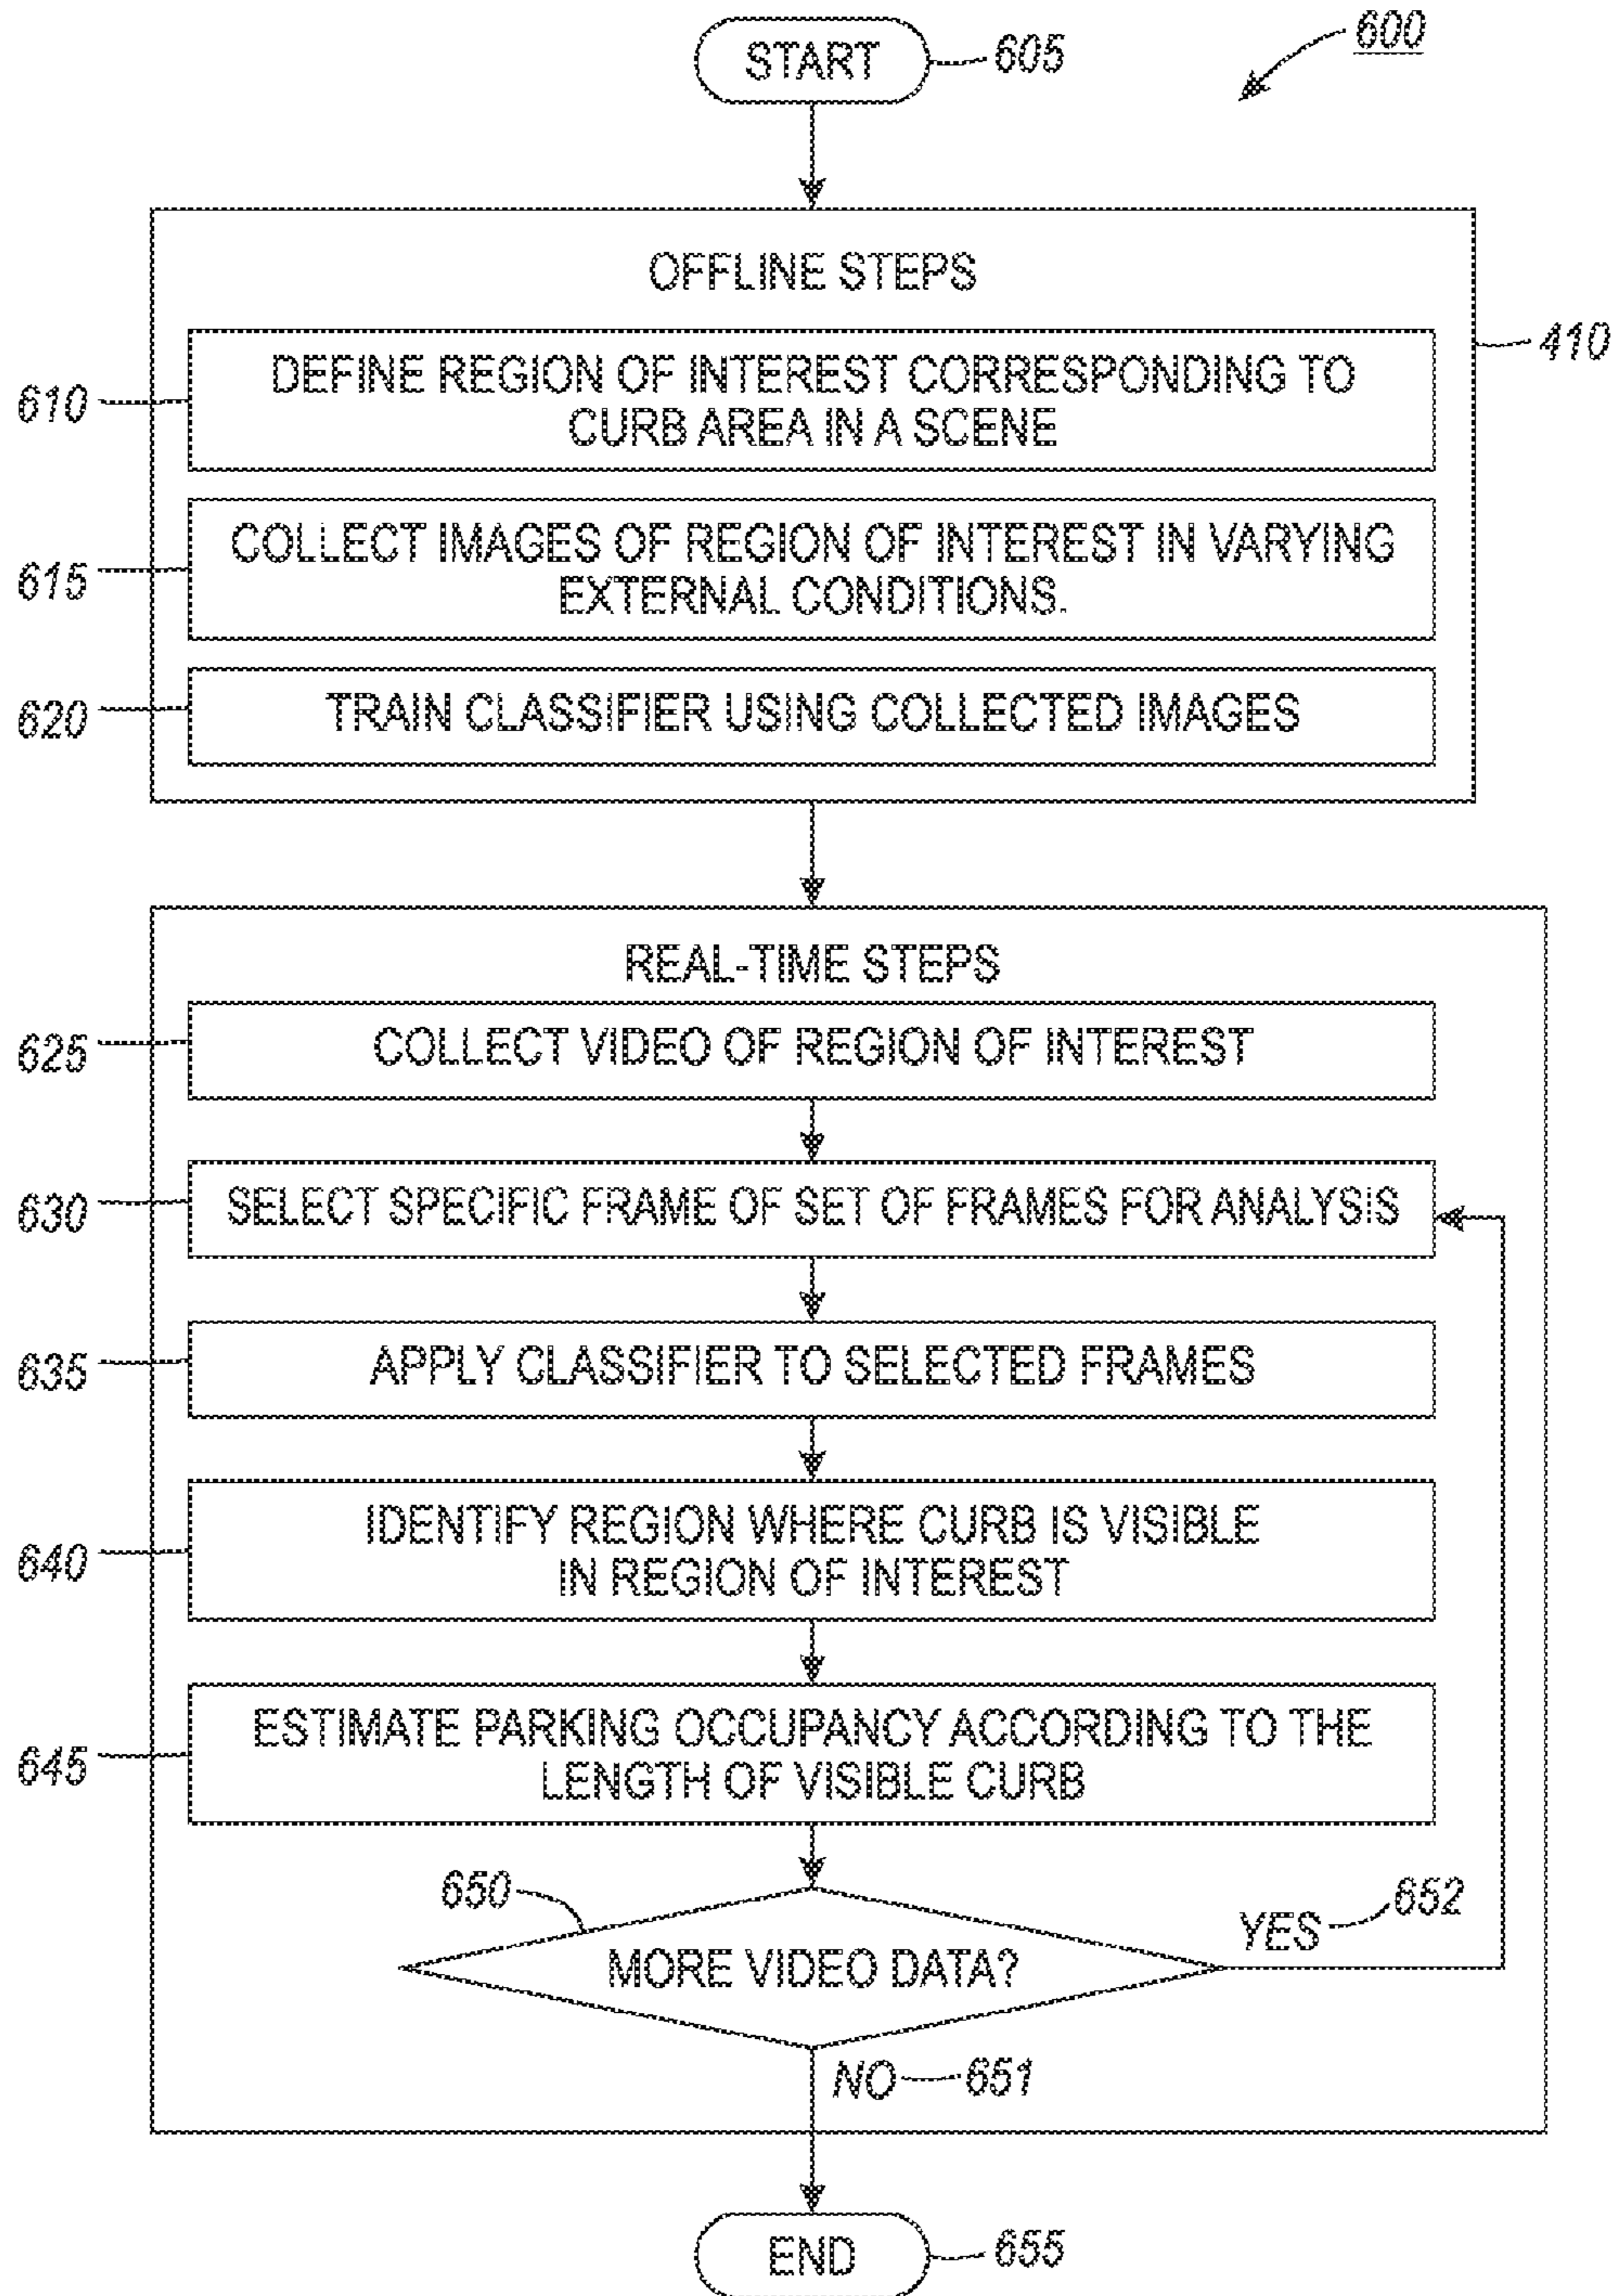 600
START 605
OFFLINE STEPS
410
610 DEFINE REGION OF INTEREST CORRESPONDING TO
CURB AREA IN A SCENE
615 COLLECT IMAGES OF REGION OF INTEREST IN VARYING
EXTERNAL CONDITIONS.
620 TRAIN CLASSIFIER USING COLLECTED IMAGES
REAL-TIME STEPS
625 COLLECT VIDEO OF REGION OF INTEREST
630 SELECT SPECIFIC FRAME OF SET OF FRAMES FOR ANALYSIS
635 APPLY CLASSIFIER TO SELECTED FRAMES
640 IDENTIFY REGION WHERE CURB IS VISIBLE
IN REGION OF INTEREST
645 ESTIMATE PARKING OCCUPANCY ACCORDING TO THE
LENGTH OF VISIBLE CURB
650
YES 652
MORE VIDEO DATA?
NO 651
END 655